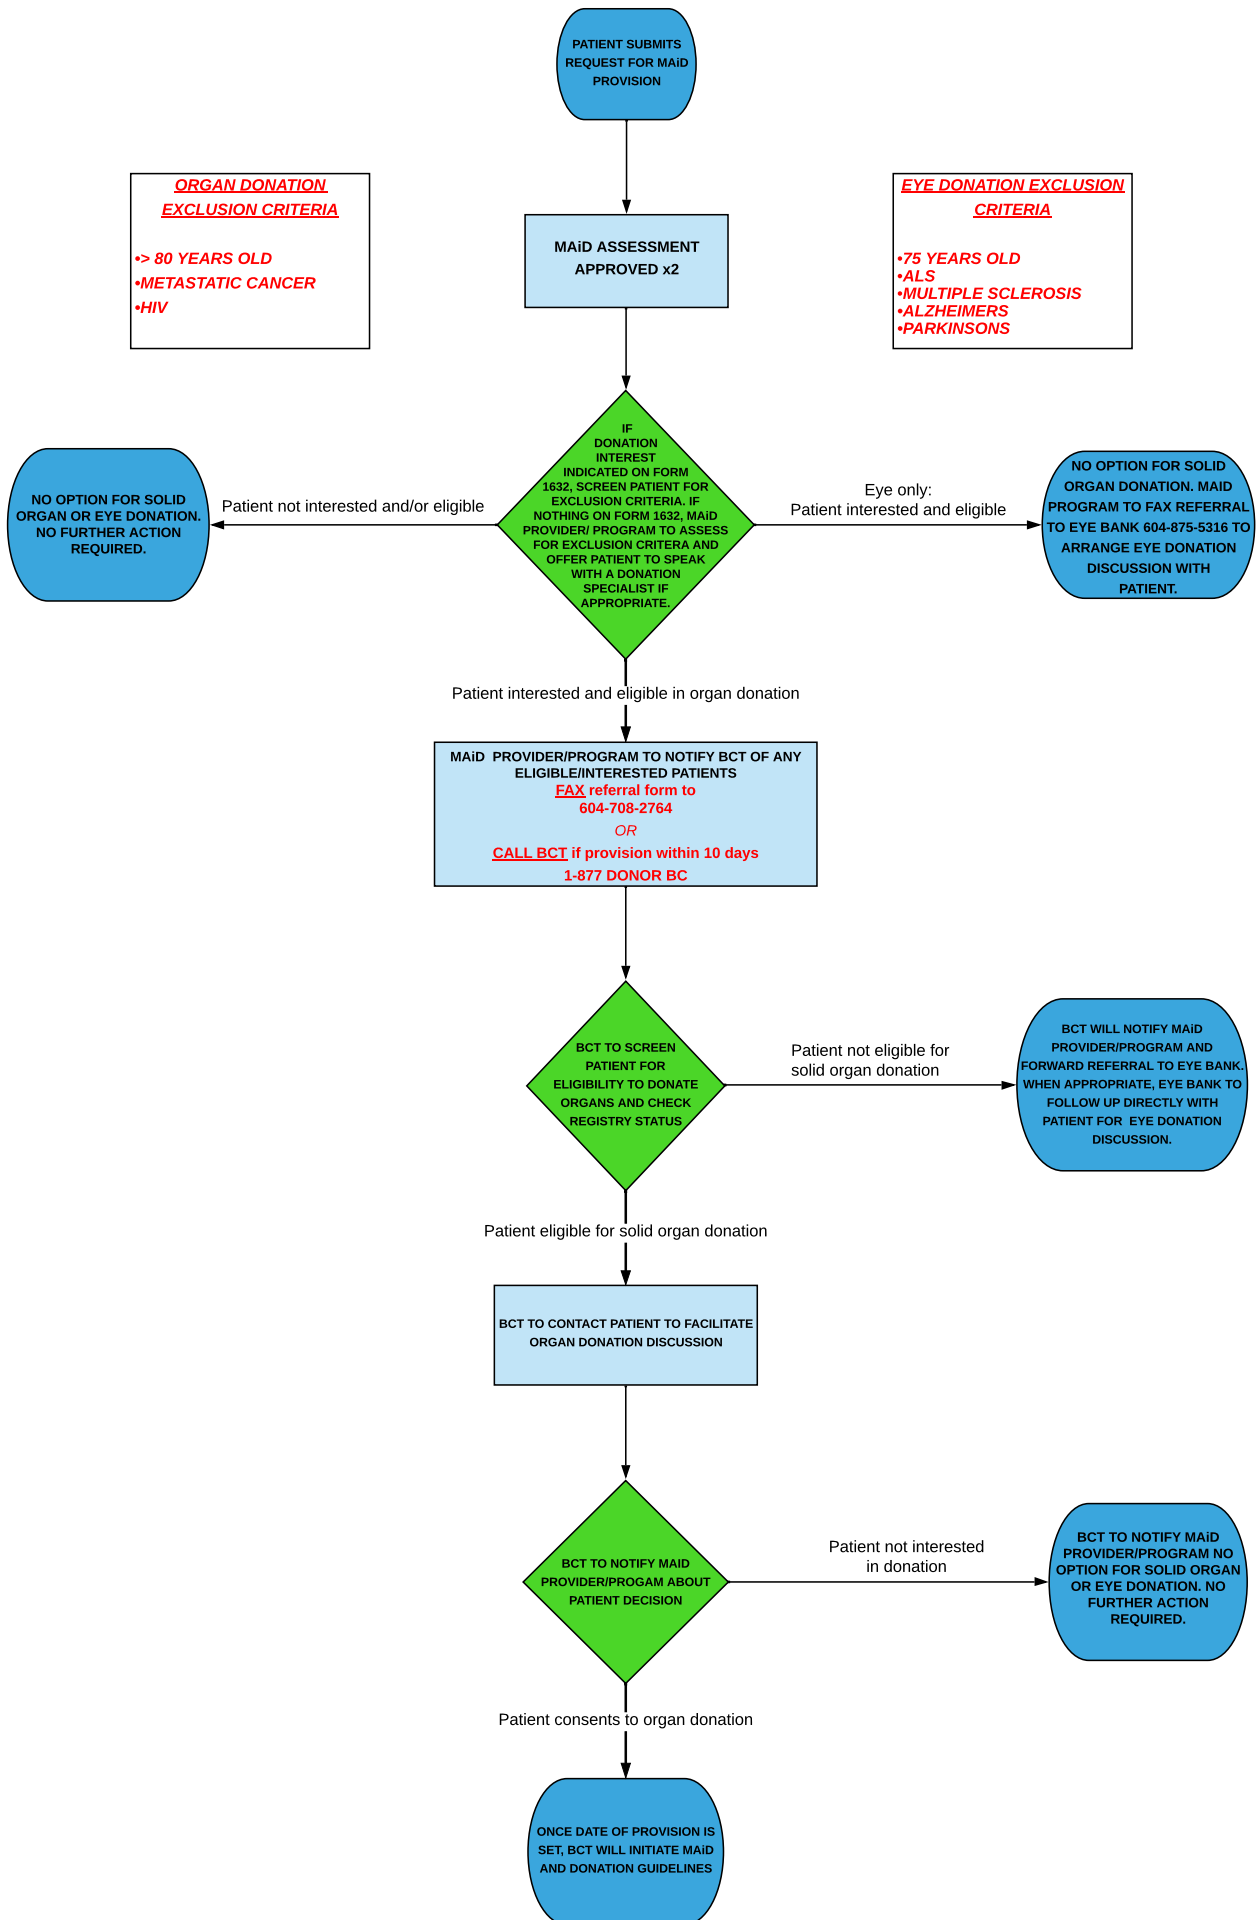 PATIENT SUBMITS
REQUEST FOR MAiD
PROVISION
ORGAN DONATION
EXCLUSION CRITERIA
•> 80 YEARS OLD
•METASTATIC CANCER
•HIV
EYE DONATION EXCLUSION
CRITERIA
•75 YEARS OLD
•ALS
•MULTIPLE SCLEROSIS
•ALZHEIMERS
•PARKINSONS
MAiD ASSESSMENT
APPROVED x2
IF
DONATION
INTEREST
INDICATED ON FORM
1632, SCREEN PATIENT FOR
EXCLUSION CRITERIA. IF
NOTHING ON FORM 1632, MAiD
PROVIDER/ PROGRAM TO ASSESS
FOR EXCLUSION CRITERA AND
OFFER PATIENT TO SPEAK
WITH A DONATION
SPECIALIST IF
APPROPRIATE.
Patient not interested and/or eligible
NO OPTION FOR SOLID
ORGAN OR EYE DONATION.
NO FURTHER ACTION
REQUIRED.
Eye only:
Patient interested and eligible
NO OPTION FOR SOLID
ORGAN DONATION. MAID
PROGRAM TO FAX REFERRAL
TO EYE BANK 604-875-5316 TO
ARRANGE EYE DONATION
DISCUSSION WITH
PATIENT.
Patient interested and eligible in organ donation
MAiD  PROVIDER/PROGRAM TO NOTIFY BCT OF ANY
ELIGIBLE/INTERESTED PATIENTS
FAX referral form to
604-708-2764
OR
CALL BCT if provision within 10 days
1-877 DONOR BC
BCT TO SCREEN
PATIENT FOR
ELIGIBILITY TO DONATE
ORGANS AND CHECK
REGISTRY STATUS
Patient not eligible for
solid organ donation
BCT WILL NOTIFY MAiD
PROVIDER/PROGRAM AND
FORWARD REFERRAL TO EYE BANK.
WHEN APPROPRIATE, EYE BANK TO
FOLLOW UP DIRECTLY WITH
PATIENT FOR  EYE DONATION
DISCUSSION.
Patient eligible for solid organ donation
BCT TO CONTACT PATIENT TO FACILITATE
ORGAN DONATION DISCUSSION
BCT TO NOTIFY MAID
PROVIDER/PROGAM ABOUT
PATIENT DECISION
Patient not interested
in donation
BCT TO NOTIFY MAiD
PROVIDER/PROGRAM NO
OPTION FOR SOLID ORGAN
OR EYE DONATION. NO
FURTHER ACTION
REQUIRED.
Patient consents to organ donation
ONCE DATE OF PROVISION IS
SET, BCT WILL INITIATE MAiD
AND DONATION GUIDELINES